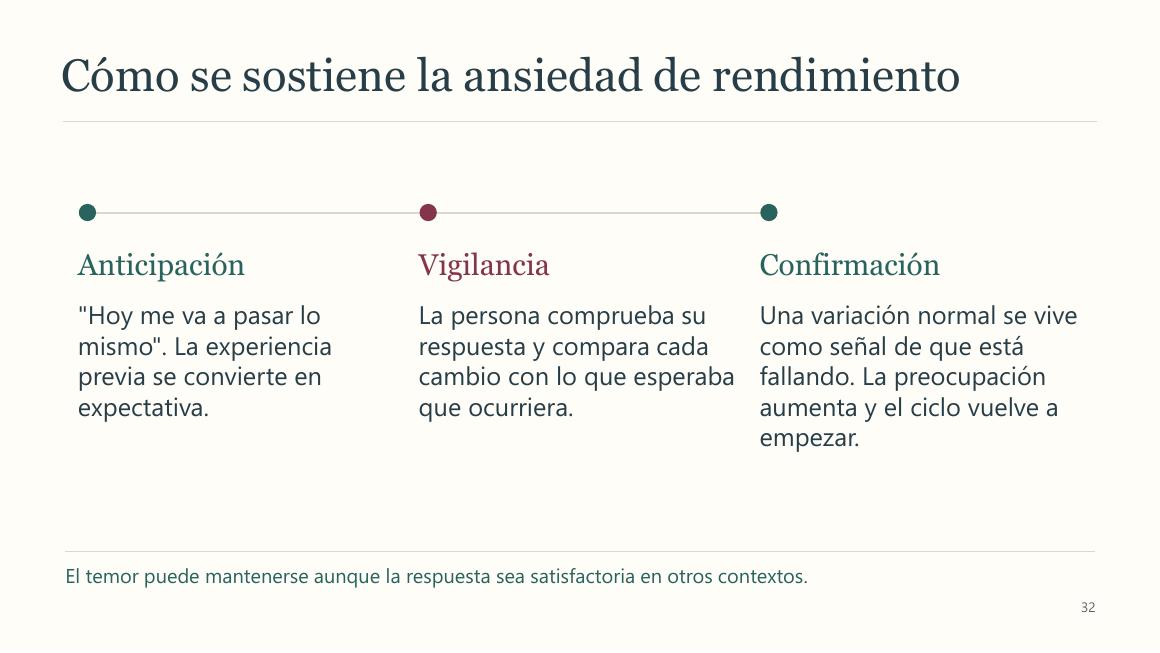 Cómo se sostiene la ansiedad de rendimiento
Anticipación
"Hoy me va a pasar lo
mismo". La experiencia
previa se convierte en
expectativa.
Vigilancia
La persona comprueba su
respuesta y compara cada
cambio con lo que esperaba
que ocurriera.
Confirmación
Una variación normal se vive
como señal de que está
fallando. La preocupación
aumenta y el ciclo vuelve a
empezar.
El temor puede mantenerse aunque la respuesta sea satisfactoria en otros contextos.
32